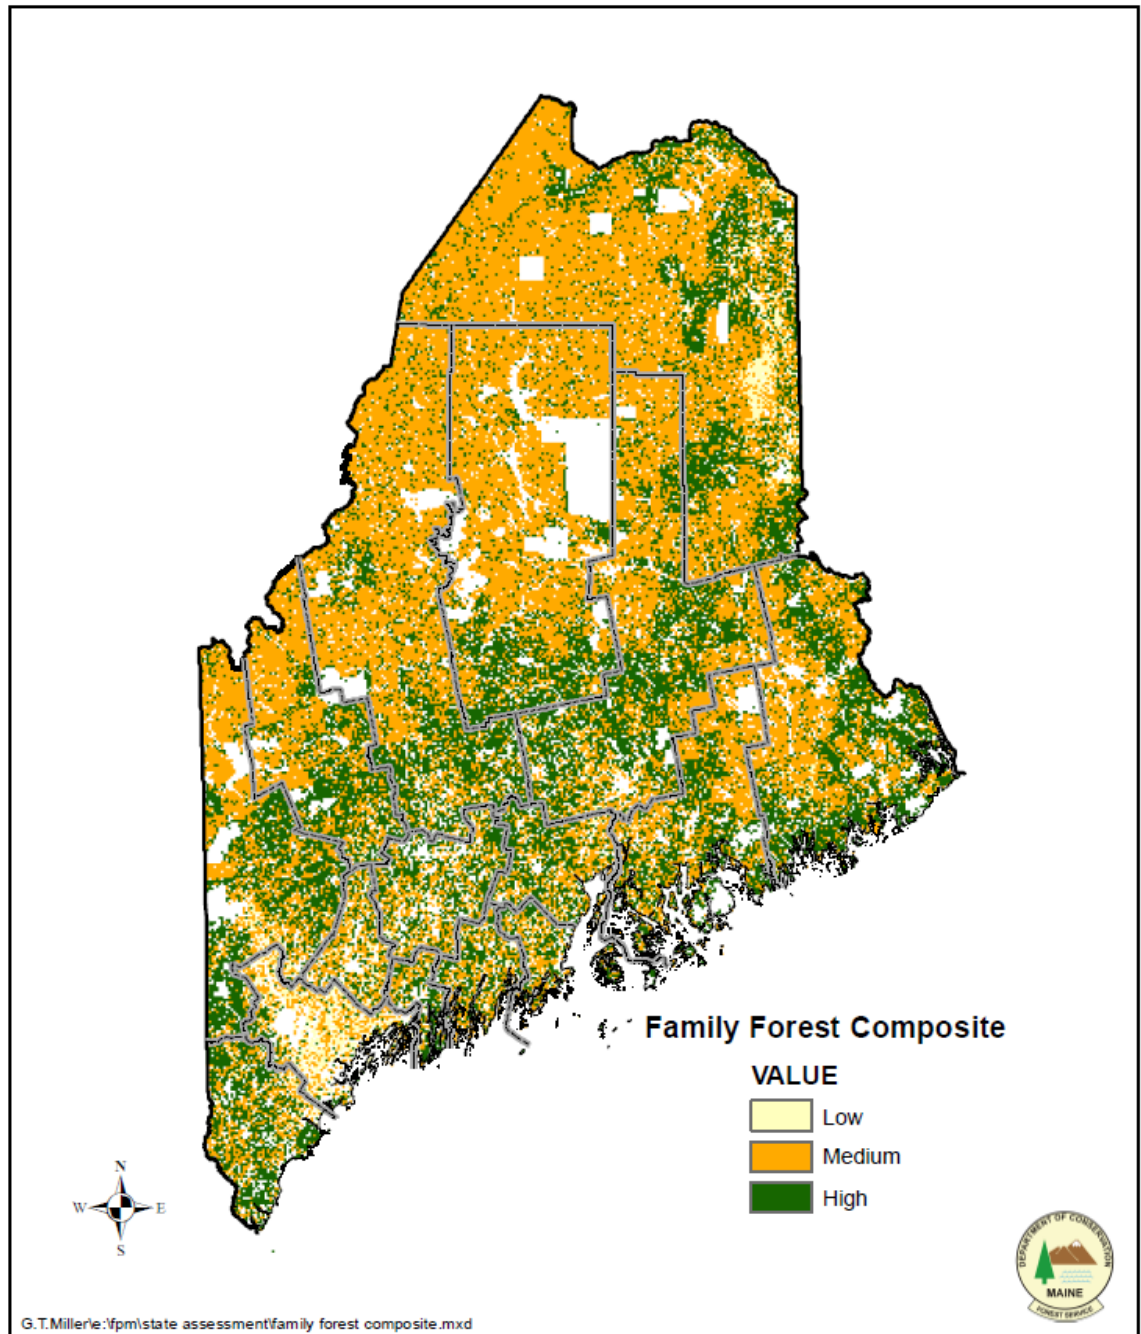 Family Forest Composite
VALUE
Low
Medium
High
N
W E
S
DEPARTMENT OF CONSERVATION
MAINE
FOREST SERVICE
G.T.Miller\e:\fpm\state assessment\family forest composite.mxd